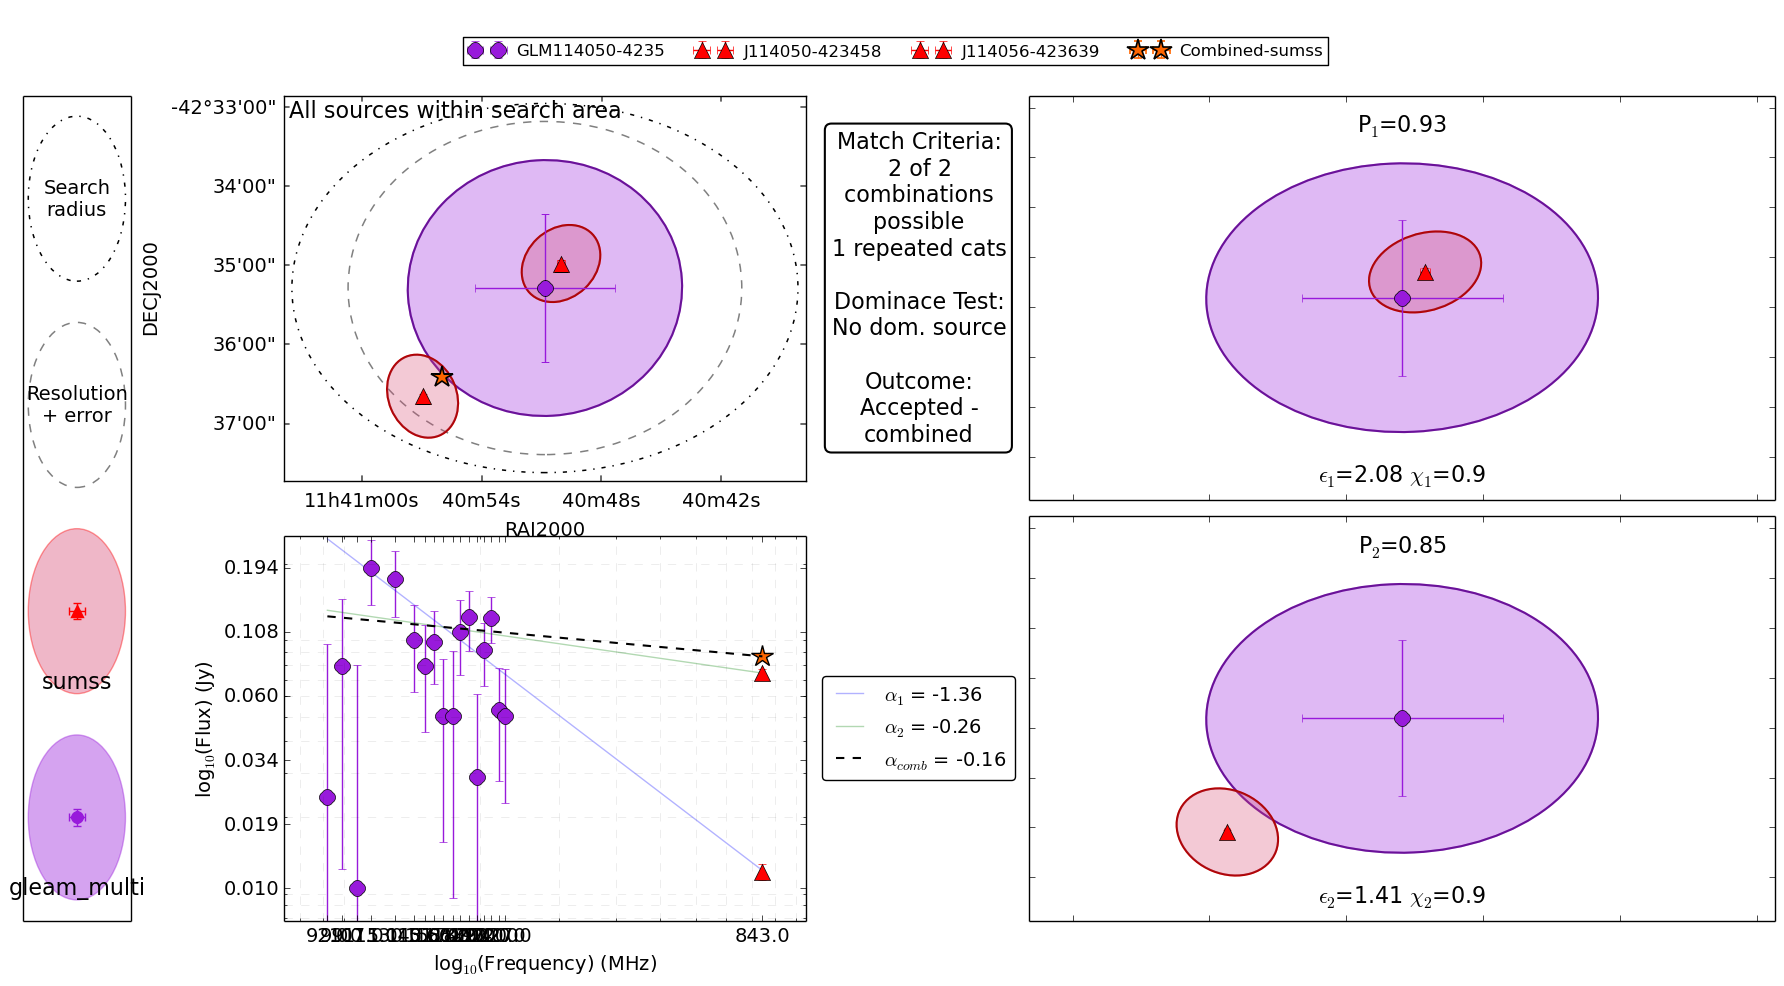 GLM114050-4235 J114050-423458 J114056-423639 Combined-sumss
Search
radius
Resolution
+ error
sumss
gleam_multi
All sources within search area
DECJ2000
-42°33'00"
34'00"
35'00"
36'00"
37'00"
11h41m00s 40m54s 40m48s 40m42s
RAJ2000
Match Criteria:
2 of 2
combinations
possible
1 repeated cats
Dominace Test:
No dom. source
Outcome:
Accepted -
combined
P₁=0.93
ϵ₁=2.08 χ₁=0.9
log₁₀(Flux) (Jy)
0.194
0.108
0.060
0.034
0.019
0.010
843.0
log₁₀(Frequency) (MHz)
α₁ = -1.36
α₂ = -0.26
α_comb = -0.16
P₂=0.85
ϵ₂=1.41 χ₂=0.9